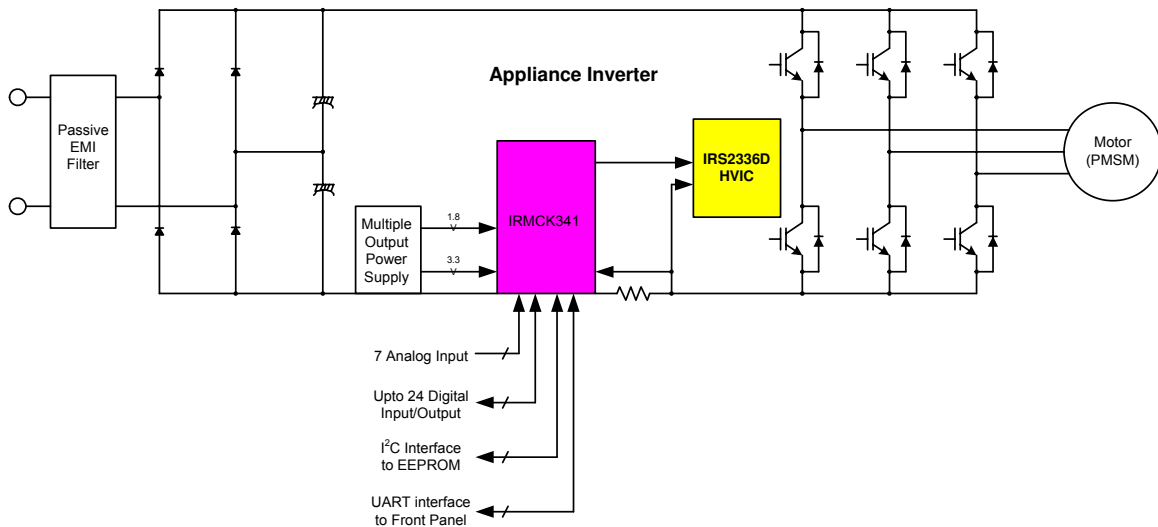 Appliance Inverter
Passive
EMI
Filter
IRS2336D
HVIC
Motor
(PMSM)
IRMCK341
Multiple
Output
Power
Supply
1.8
V
3.3
V
7 Analog Input
Upto 24 Digital
Input/Output
I²C Interface
to EEPROM
UART interface
to Front Panel